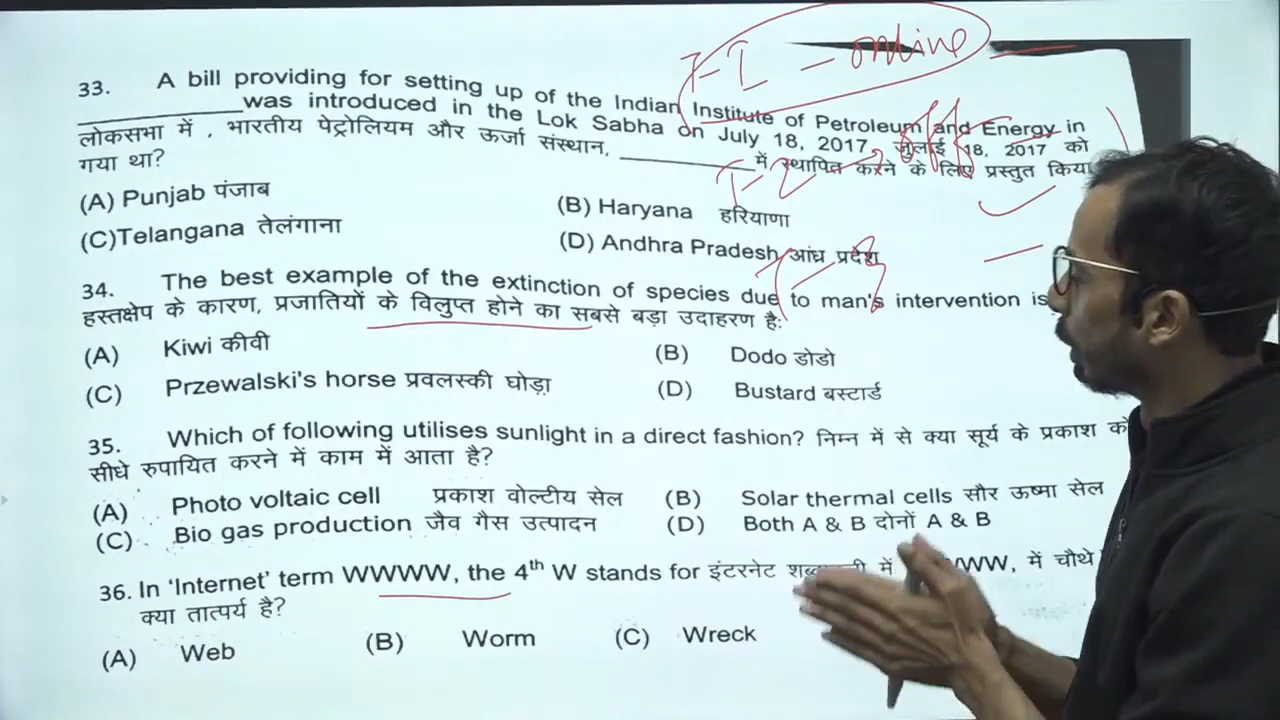 T-I - online
33. A bill providing for setting up of the Indian Institute of Petroleum and Energy in
____________was introduced in the Lok Sabha on July 18, 2017 जुलाई 18, 2017 को
लोकसभा में , भारतीय पेट्रोलियम और ऊर्जा संस्थान, ____________में स्थापित करने के लिए प्रस्तुत किया
गया था?
(A) Punjab पंजाब
(B) Haryana हरियाणा
(C)Telangana तेलंगाना
(D) Andhra Pradesh आंध्र प्रदेश
34. The best example of the extinction of species due to man's intervention is
हस्तक्षेप के कारण, प्रजातियों के विलुप्त होने का सबसे बड़ा उदाहरण है:
(A) Kiwi कीवी
(B) Dodo डोडो
(C) Przewalski's horse प्रवलस्की घोड़ा
(D) Bustard बस्टार्ड
35. Which of following utilises sunlight in a direct fashion? निम्न में से क्या सूर्य के प्रकाश को
सीधे रुपायित करने में काम में आता है?
(A) Photo voltaic cell प्रकाश वोल्टीय सेल
(B) Solar thermal cells सौर ऊष्मा सेल
(C) Bio gas production जैव गैस उत्पादन
(D) Both A & B दोनों A & B
36. In ‘Internet’ term WWWW, the 4th W stands for इंटरनेट में WWW, में चौथे
क्या तात्पर्य है?
(A) Web
(B) Worm
(C) Wreck